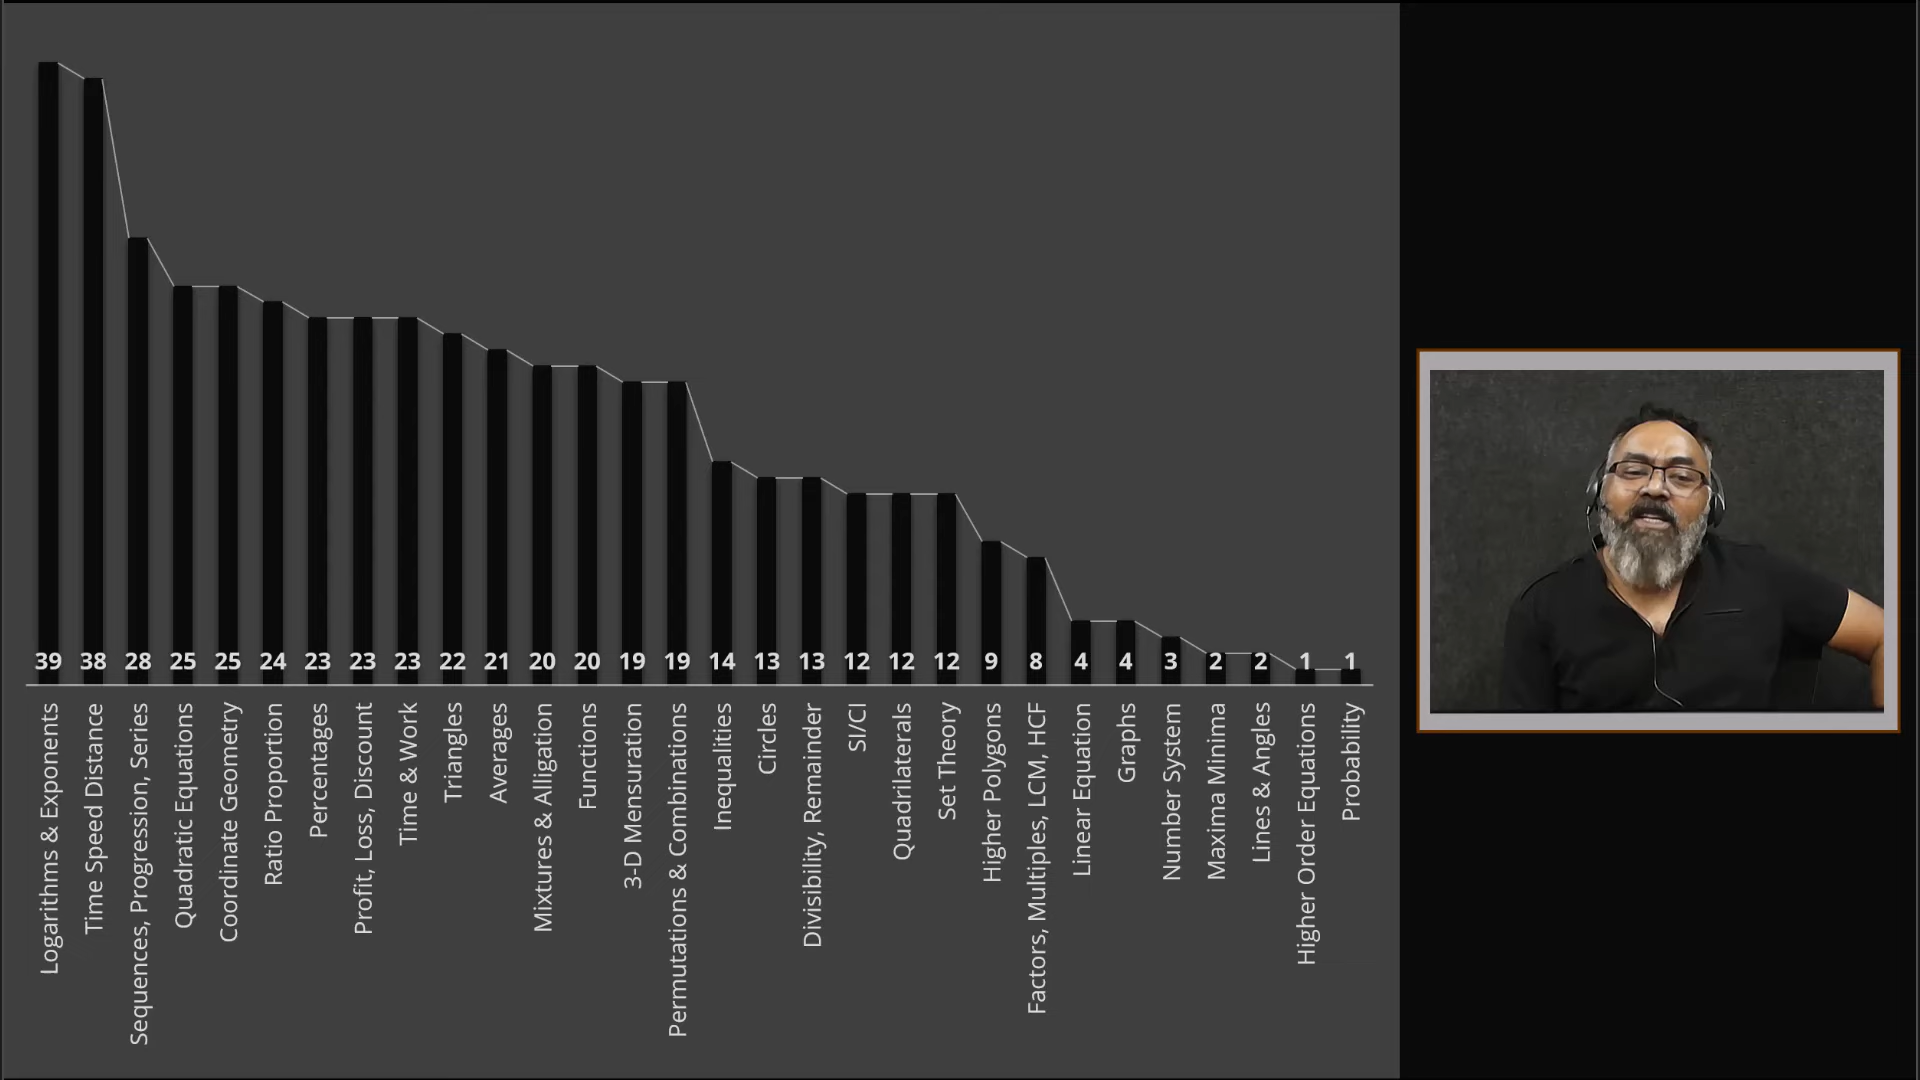 39 38 28 25 25 24 23 23 23 22 21 20 20 19 19 14 13 13 12 12 12 9 8 4 4 3 2 2 1 1
Logarithms & Exponents
Time Speed Distance
Sequences, Progression, Series
Quadratic Equations
Coordinate Geometry
Ratio Proportion
Percentages
Profit, Loss, Discount
Time & Work
Triangles
Averages
Mixtures & Alligation
Functions
3-D Mensuration
Permutations & Combinations
Inequalities
Circles
Divisibility, Remainder
SI/CI
Quadrilaterals
Set Theory
Higher Polygons
Factors, Multiples, LCM, HCF
Linear Equation
Graphs
Number System
Maxima Minima
Lines & Angles
Higher Order Equations
Probability